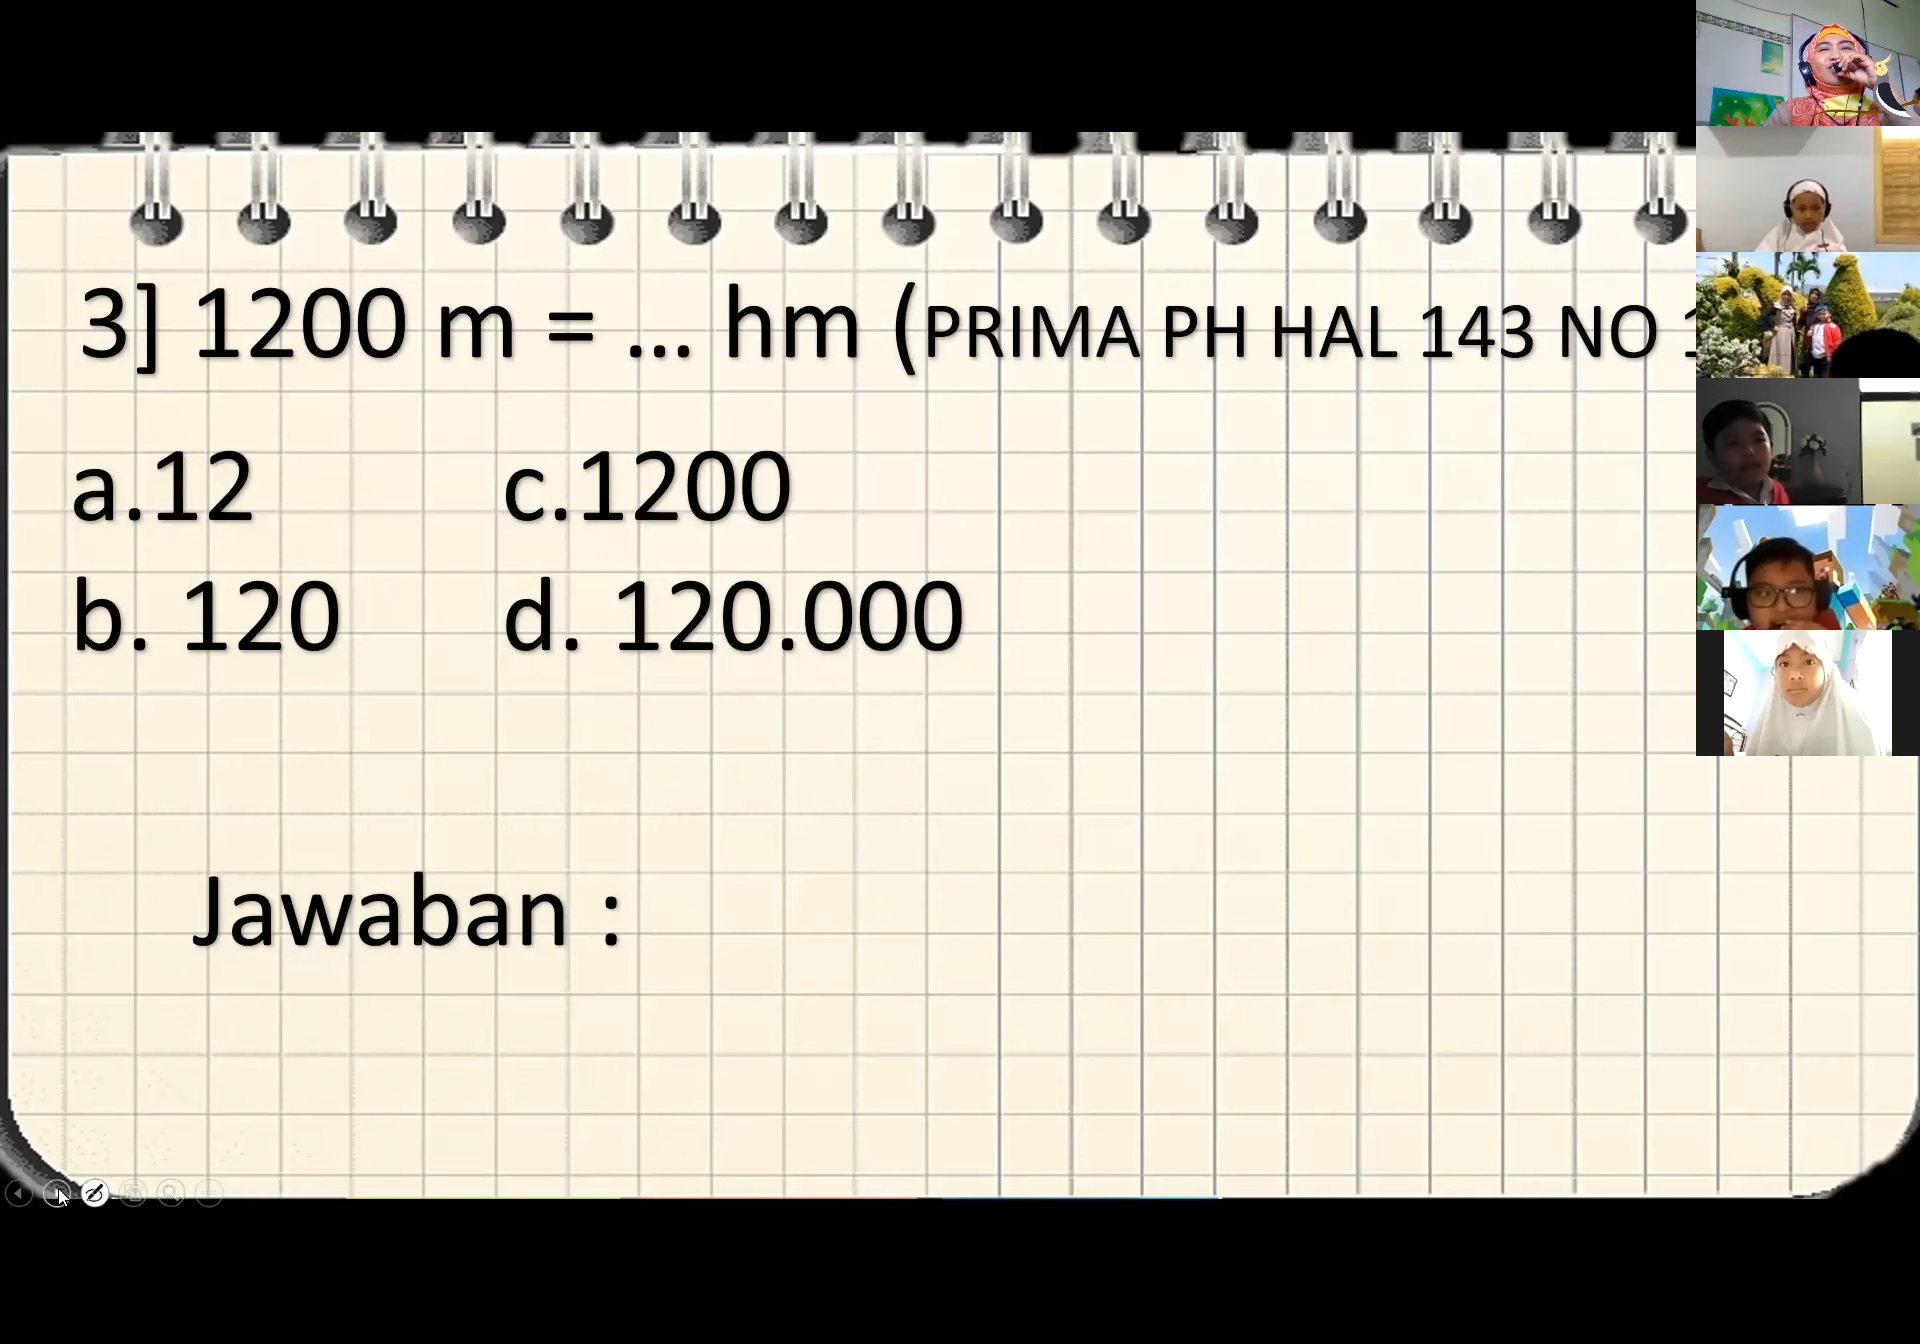 3] 1200 m = ... hm (PRIMA PH HAL 143 NO
a.12 c.1200
b. 120 d. 120.000
Jawaban :